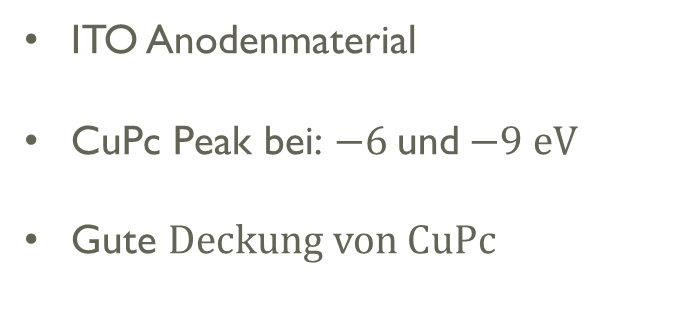 • ITO Anodenmaterial
• CuPc Peak bei: −6 und −9 eV
• Gute Deckung von CuPc